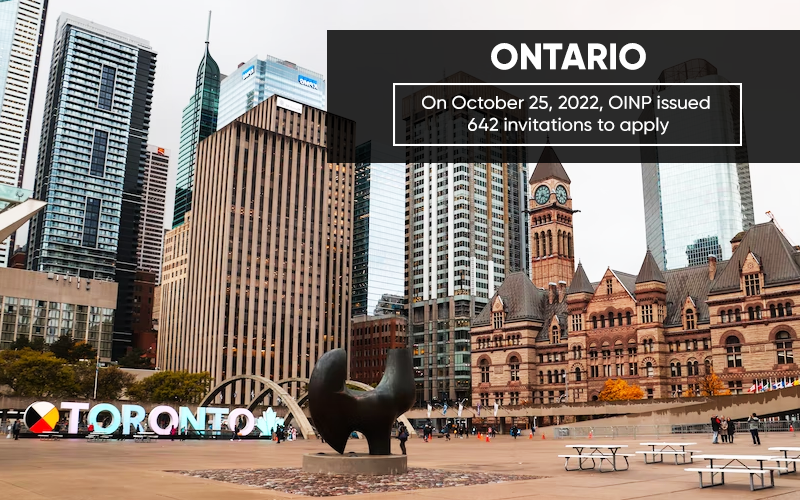 ONTARIO
On October 25, 2022, OINP issued
642 invitations to apply
TORONTO